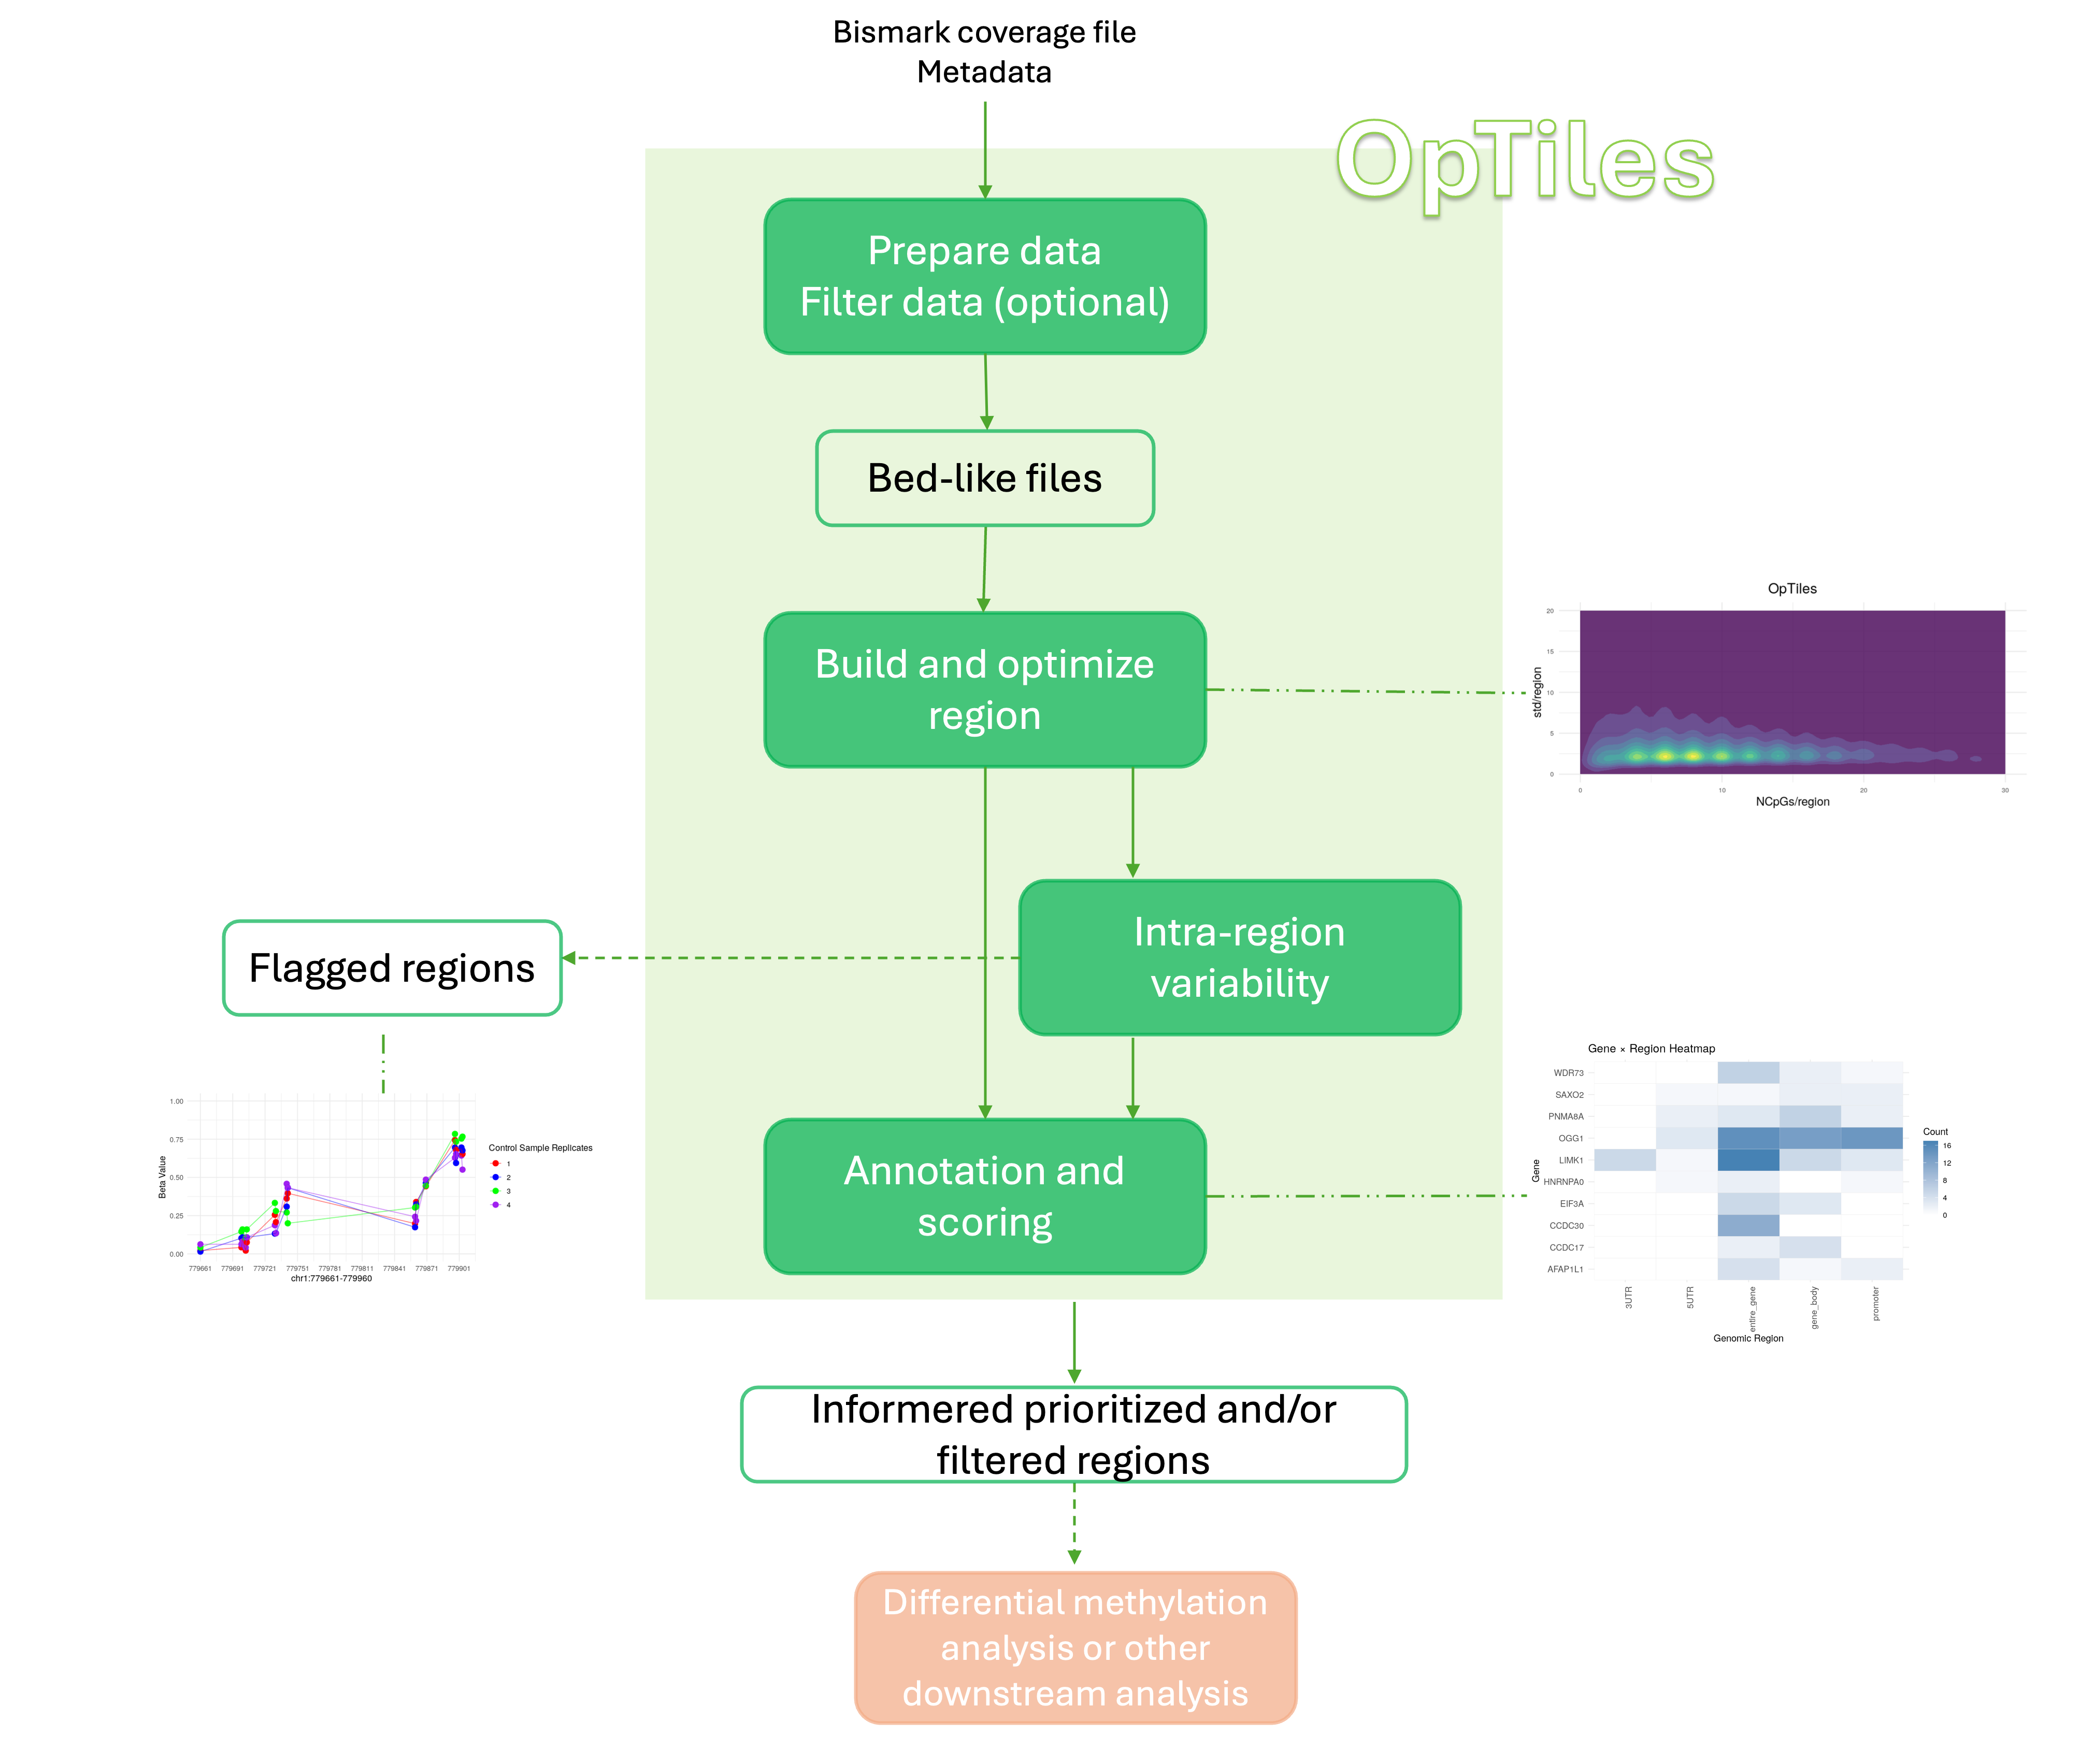 Bismark coverage file
Metadata
OpTiles
Prepare data
Filter data (optional)
Bed-like files
Build and optimize
region
OpTiles
20
15
10
5
0
std/region
0
10
20
30
NCpGs/region
Intra-region
variability
Flagged regions
1.00
0.75
0.50
0.25
0.00
Beta Value
779661
779691
779721
779751
779781
779811
779841
779871
779901
chr1:779661-779960
Control Sample Replicates
1
2
3
4
Annotation and
scoring
Gene × Region Heatmap
Gene
WDR73
SAXO2
PNMA8A
OGG1
LIMK1
HNRNPA0
EIF3A
CCDC30
CCDC17
AFAP1L1
3UTR
5UTR
entire_gene
gene_body
promoter
Genomic Region
Count
16
12
8
4
0
Informered prioritized and/or
filtered regions
Differential methylation
analysis or other
downstream analysis